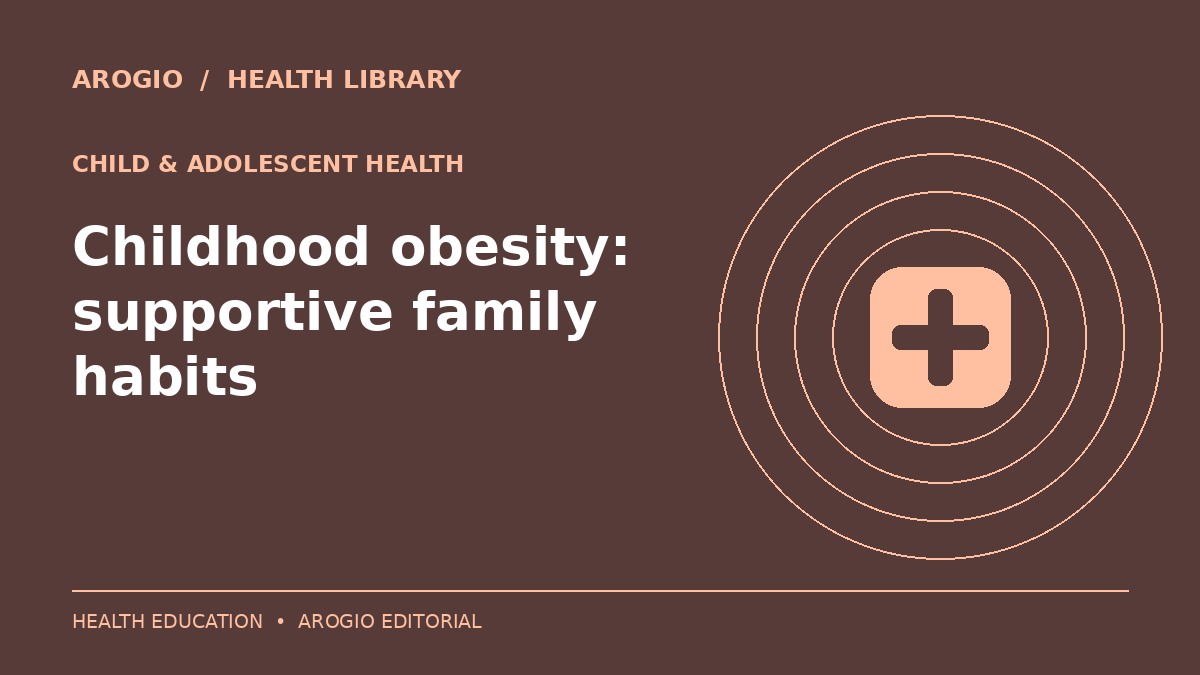 AROGIO / HEALTH LIBRARY
CHILD & ADOLESCENT HEALTH
Childhood obesity:
supportive family
habits
HEALTH EDUCATION • AROGIO EDITORIAL